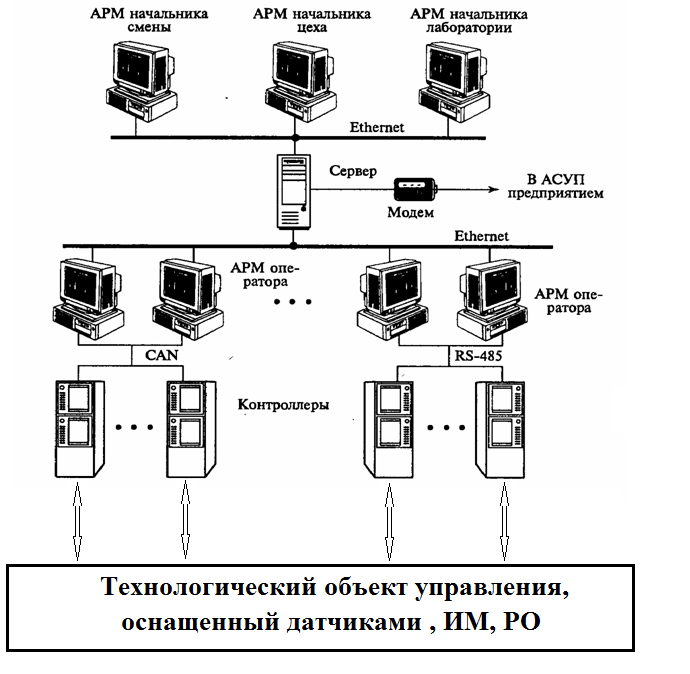 АРМ начальника
смены
АРМ начальника
цеха
АРМ начальника
лаборатории
Ethernet
Сервер
Модем
В АСУП
предприятием
Ethernet
АРМ опе-
ратора
АРМ опе-
ратора
CAN
RS-485
Контроллеры
Технологический объект управления,
оснащенный датчиками , ИМ, РО